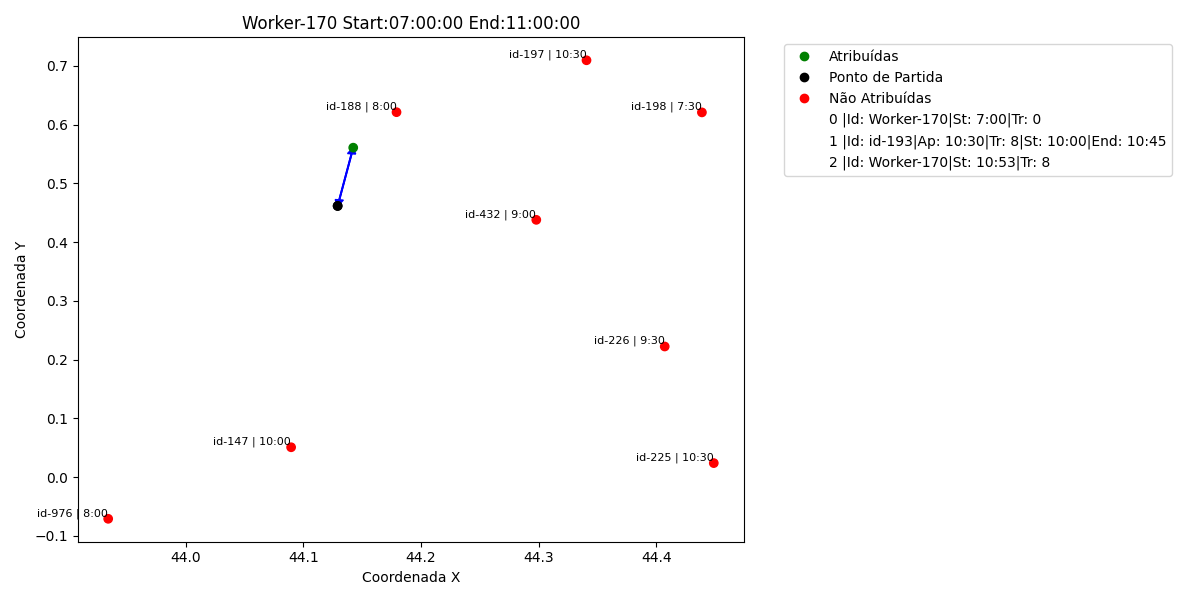 Worker-170 Start:07:00:00 End:11:00:00
Atribuídas
Ponto de Partida
Não Atribuídas
0 |Id: Worker-170|St: 7:00|Tr: 0
1 |Id: id-193|Ap: 10:30|Tr: 8|St: 10:00|End: 10:45
2 |Id: Worker-170|St: 10:53|Tr: 8
id-197 | 10:30
id-188 | 8:00
id-198 | 7:30
id-432 | 9:00
id-226 | 9:30
id-147 | 10:00
id-225 | 10:30
id-976 | 8:00
Coordenada Y
0.7
0.6
0.5
0.4
0.3
0.2
0.1
0.0
−0.1
44.0
44.1
44.2
44.3
44.4
Coordenada X